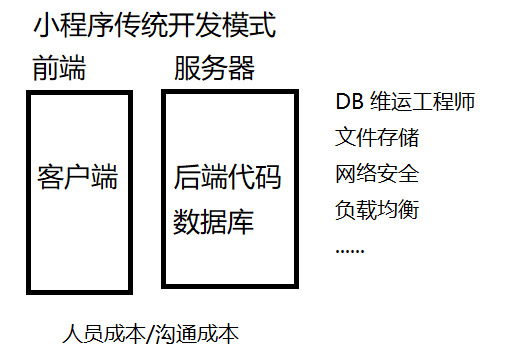 小程序传统开发模式
前端
服务器
客户端
后端代码
数据库
DB 维运工程师
文件存储
网络安全
负载均衡
......
人员成本/沟通成本